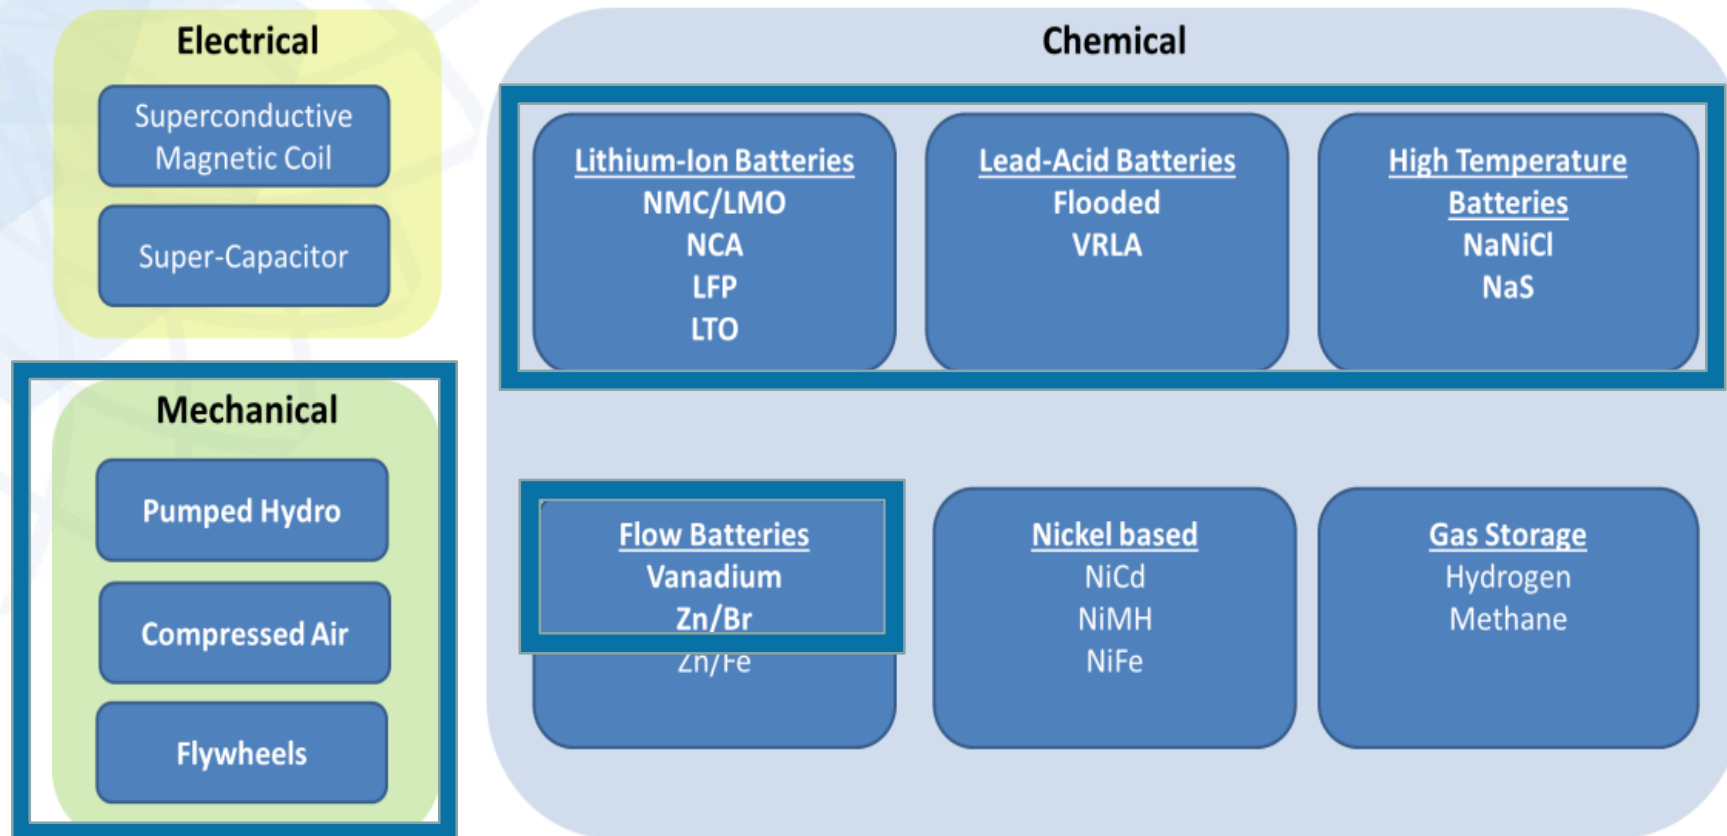 Electrical
Superconductive
Magnetic Coil
Super-Capacitor
Mechanical
Pumped Hydro
Compressed Air
Flywheels
Chemical
Lithium-Ion Batteries
NMC/LMO
NCA
LFP
LTO
Lead-Acid Batteries
Flooded
VRLA
High Temperature
Batteries
NaNiCl
NaS
Flow Batteries
Vanadium
Zn/Br
Zn/Fe
Nickel based
NiCd
NiMH
NiFe
Gas Storage
Hydrogen
Methane